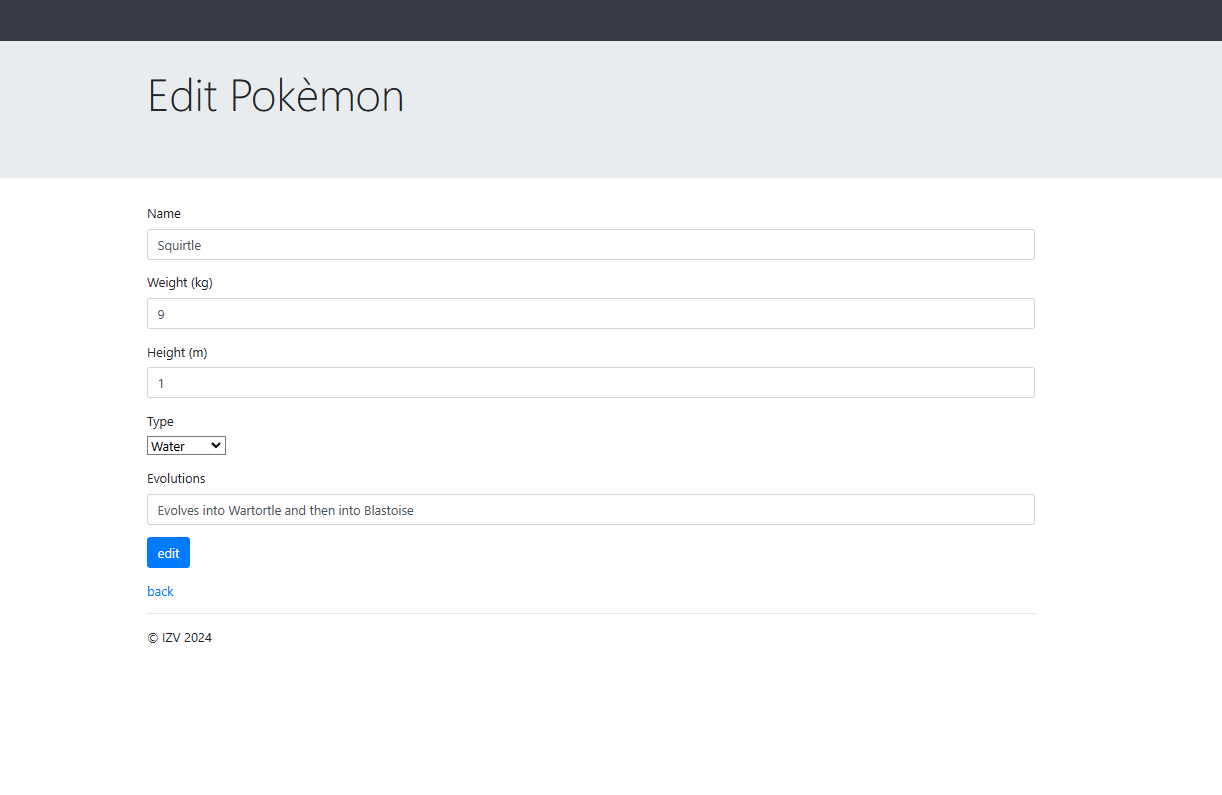 Edit Pokèmon
Name
Squirtle
Weight (kg)
9
Height (m)
1
Type
Water
Evolutions
Evolves into Wartortle and then into Blastoise
edit
back
© IZV 2024